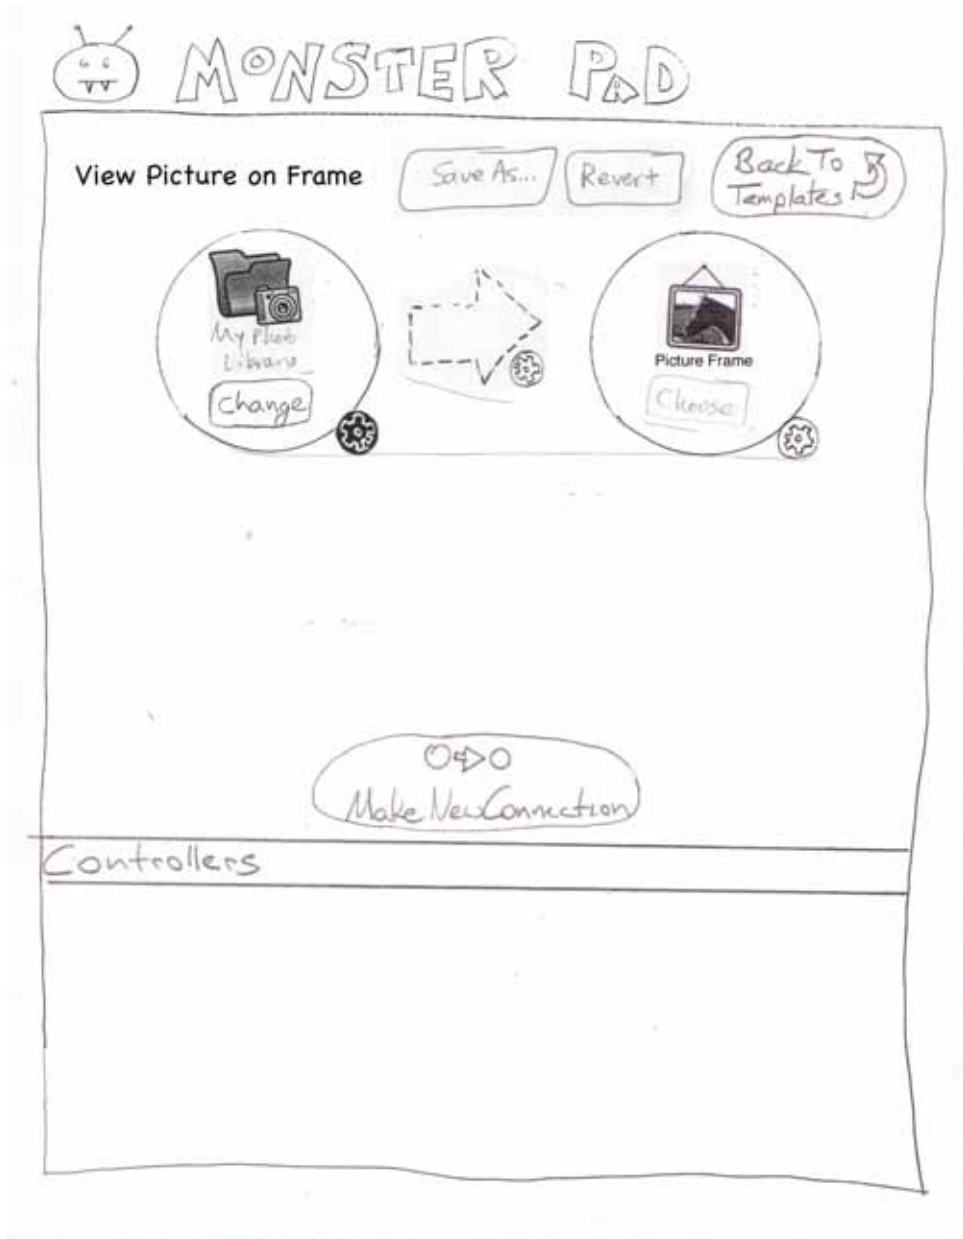 MONSTER PAD
View Picture on Frame
Save As...
Revert
Back To
Templates
My Photo
Library
Change
Picture Frame
Choose
Make New Connection
Controllers